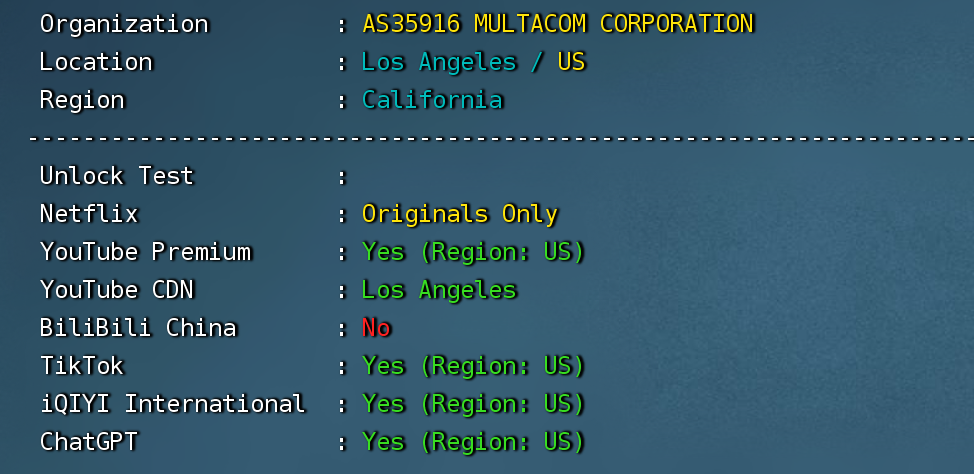 Organization : AS35916 MULTACOM CORPORATION
Location : Los Angeles / US
Region : California
----------------------------------------------------------------------
Unlock Test :
Netflix : Originals Only
YouTube Premium : Yes (Region: US)
YouTube CDN : Los Angeles
BiliBili China : No
TikTok : Yes (Region: US)
iQIYI International : Yes (Region: US)
ChatGPT : Yes (Region: US)